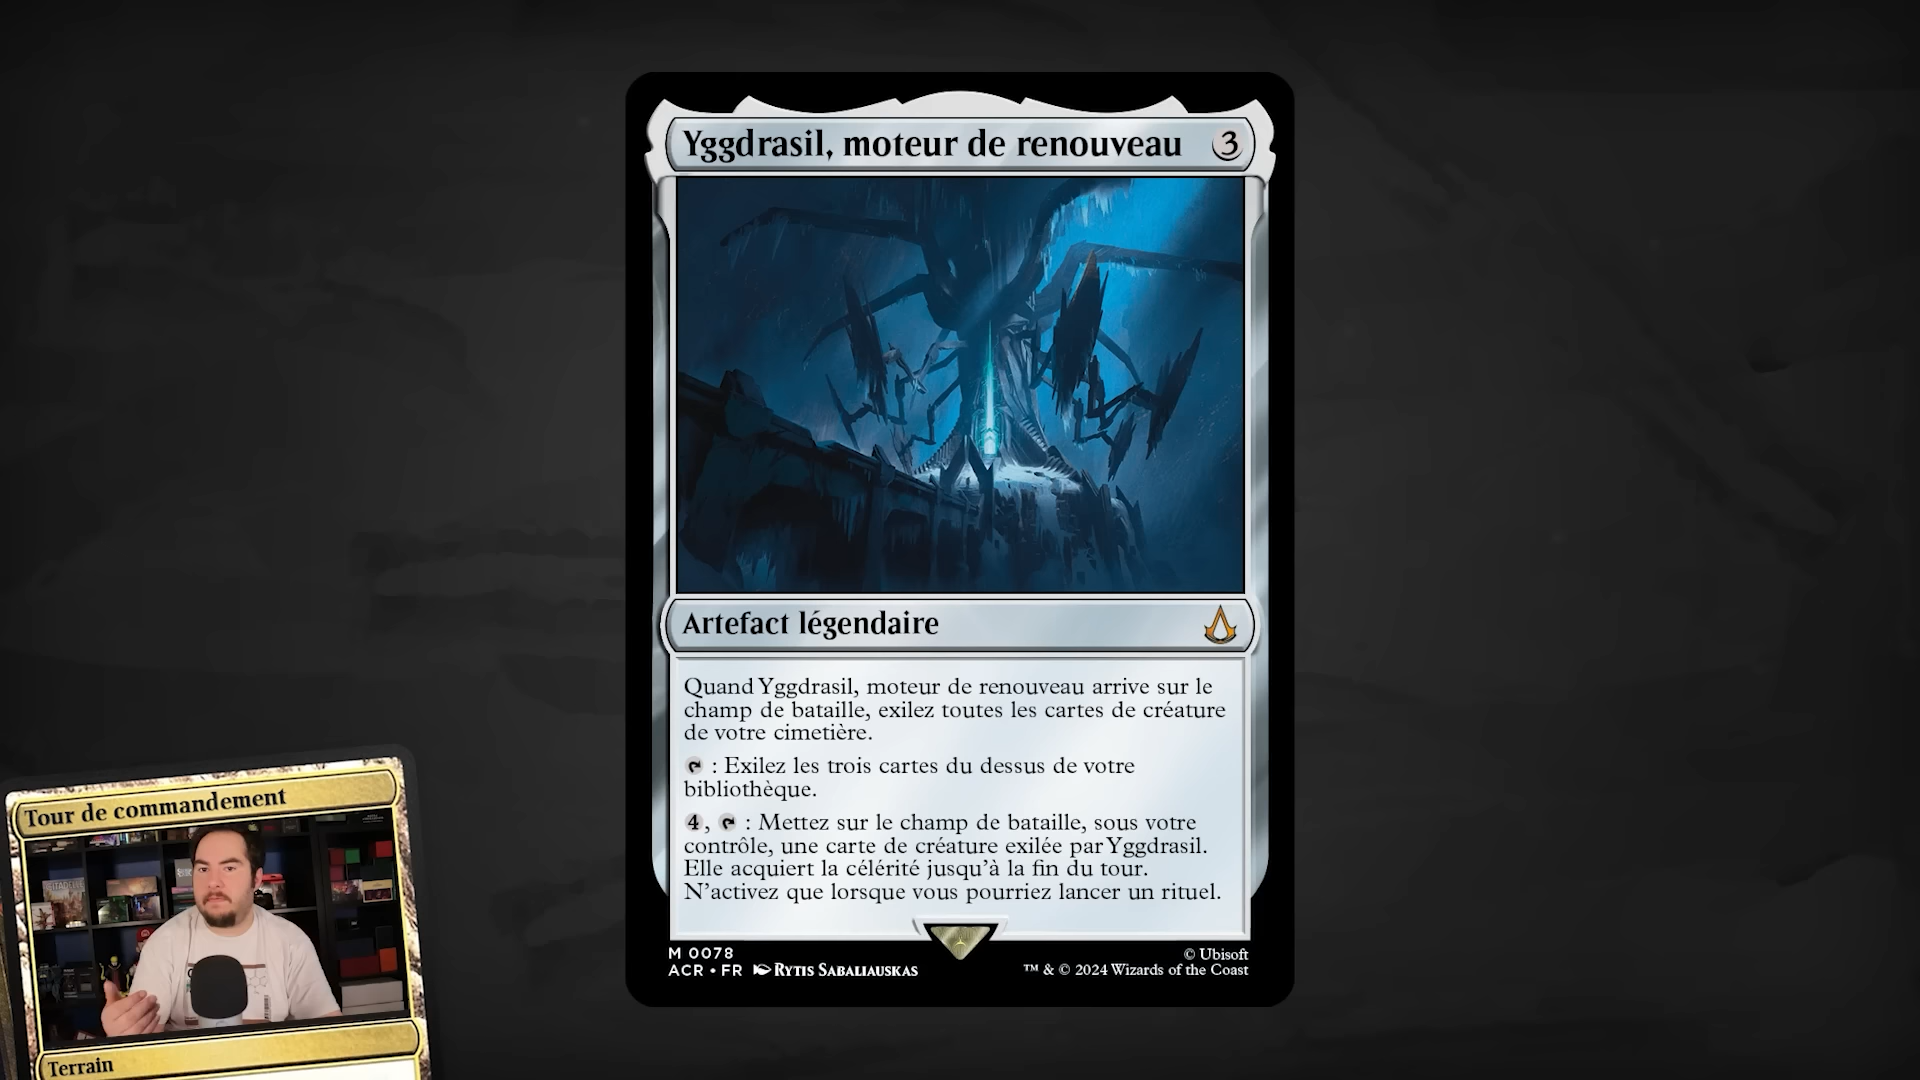 Yggdrasil, moteur de renouveau 3
Artefact légendaire
Quand Yggdrasil, moteur de renouveau arrive sur le
champ de bataille, exilez toutes les cartes de créature
de votre cimetière.
: Exilez les trois cartes du dessus de votre
bibliothèque.
4, : Mettez sur le champ de bataille, sous votre
contrôle, une carte de créature exilée par Yggdrasil.
Elle acquiert la célérité jusqu'à la fin du tour.
N'activez que lorsque vous pourriez lancer un rituel.
M 0078
ACR • FR Rytis Sabaliauskas
© Ubisoft
™ & © 2024 Wizards of the Coast
Tour de commandement
CITADELLES
Terrain